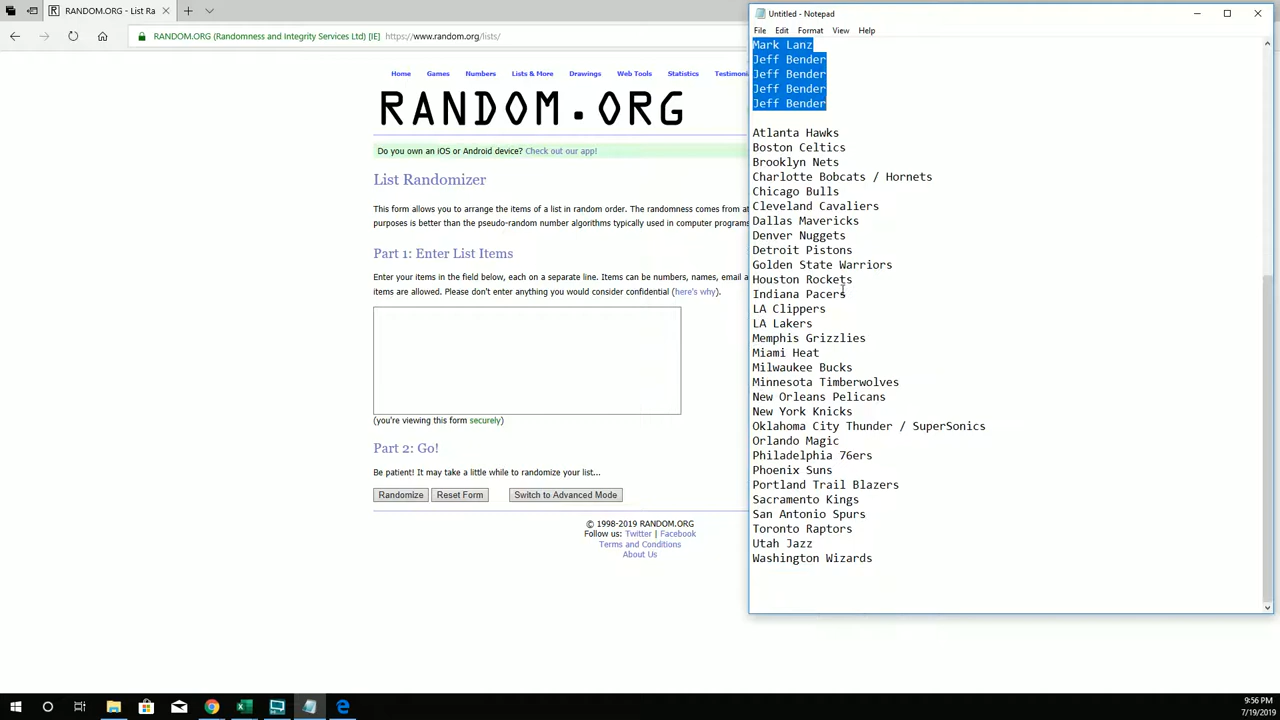 RANDOM.ORG - List Ra
RANDOM.ORG (Randomness and Integrity Services Ltd) [IE] https://www.random.org/lists/
Home Games Numbers Lists & More Drawings Web Tools Statistics Testimoni
RANDOM.ORG
Do you own an iOS or Android device? Check out our app!
List Randomizer
This form allows you to arrange the items of a list in random order. The randomness comes from at
purposes is better than the pseudo-random number algorithms typically used in computer programs
Part 1: Enter List Items
Enter your items in the field below, each on a separate line. Items can be numbers, names, email a
items are allowed. Please don't enter anything you would consider confidential (here's why).
(you're viewing this form securely)
Part 2: Go!
Be patient! It may take a little while to randomize your list...
Randomize Reset Form Switch to Advanced Mode
© 1998-2019 RANDOM.ORG
Follow us: Twitter | Facebook
Terms and Conditions
About Us
Untitled - Notepad
File Edit Format View Help
Mark Lanz
Jeff Bender
Jeff Bender
Jeff Bender
Jeff Bender
Atlanta Hawks
Boston Celtics
Brooklyn Nets
Charlotte Bobcats / Hornets
Chicago Bulls
Cleveland Cavaliers
Dallas Mavericks
Denver Nuggets
Detroit Pistons
Golden State Warriors
Houston Rockets
Indiana Pacers
LA Clippers
LA Lakers
Memphis Grizzlies
Miami Heat
Milwaukee Bucks
Minnesota Timberwolves
New Orleans Pelicans
New York Knicks
Oklahoma City Thunder / SuperSonics
Orlando Magic
Philadelphia 76ers
Phoenix Suns
Portland Trail Blazers
Sacramento Kings
San Antonio Spurs
Toronto Raptors
Utah Jazz
Washington Wizards
9:56 PM
7/19/2019